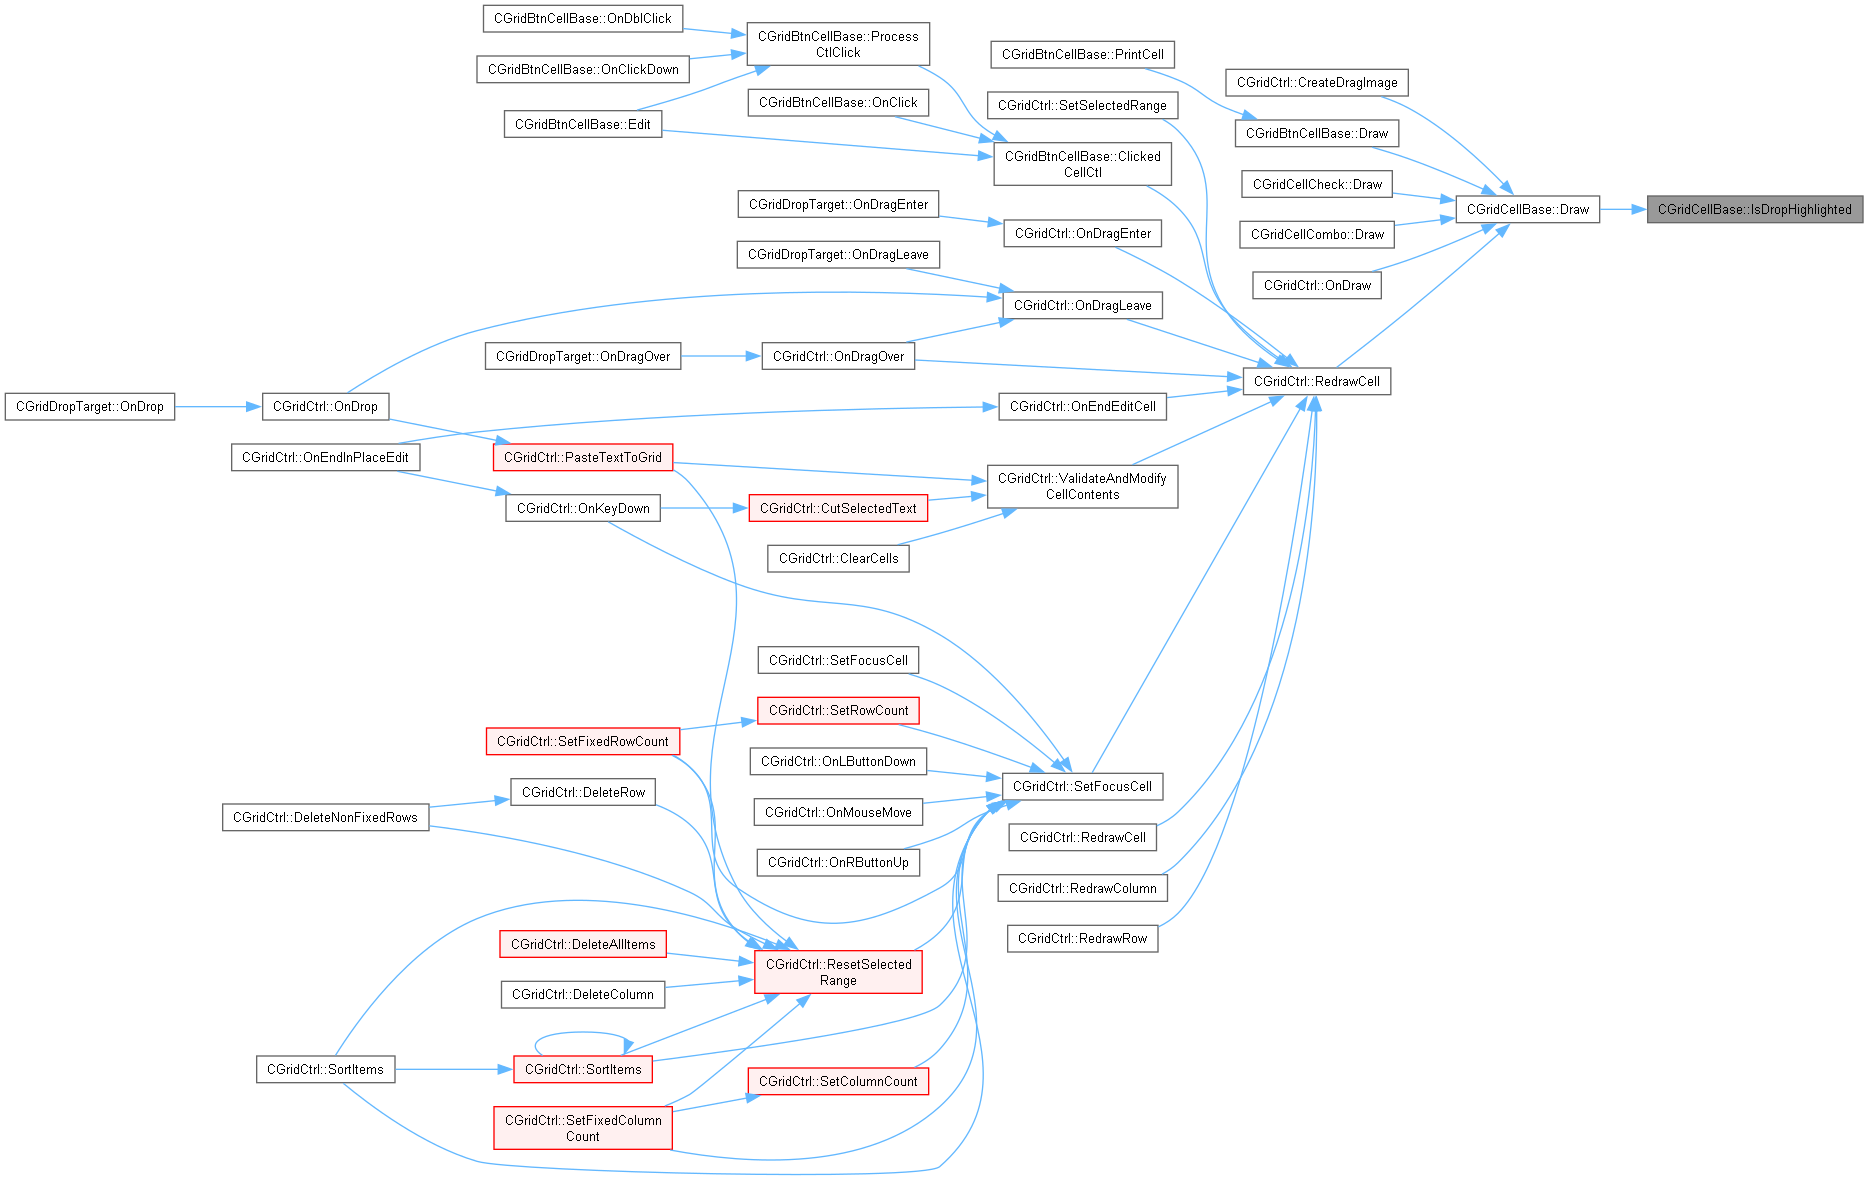 CGridBtnCellBase::OnDblClick
CGridBtnCellBase::Process
CtlClick
CGridBtnCellBase::PrintCell
CGridBtnCellBase::OnClickDown
CGridCtrl::CreateDragImage
CGridBtnCellBase::OnClick
CGridCtrl::SetSelectedRange
CGridBtnCellBase::Edit
CGridBtnCellBase::Draw
CGridBtnCellBase::Clicked
CellCtl
CGridCellCheck::Draw
CGridDropTarget::OnDragEnter
CGridCellBase::Draw
CGridCellBase::IsDropHighlighted
CGridCtrl::OnDragEnter
CGridCellCombo::Draw
CGridDropTarget::OnDragLeave
CGridCtrl::OnDraw
CGridCtrl::OnDragLeave
CGridDropTarget::OnDragOver
CGridCtrl::OnDragOver
CGridCtrl::RedrawCell
CGridDropTarget::OnDrop
CGridCtrl::OnDrop
CGridCtrl::OnEndEditCell
CGridCtrl::OnEndInPlaceEdit
CGridCtrl::PasteTextToGrid
CGridCtrl::ValidateAndModify
CellContents
CGridCtrl::OnKeyDown
CGridCtrl::CutSelectedText
CGridCtrl::ClearCells
CGridCtrl::SetFocusCell
CGridCtrl::SetRowCount
CGridCtrl::SetFixedRowCount
CGridCtrl::OnLButtonDown
CGridCtrl::DeleteRow
CGridCtrl::SetFocusCell
CGridCtrl::DeleteNonFixedRows
CGridCtrl::OnMouseMove
CGridCtrl::RedrawCell
CGridCtrl::OnRButtonUp
CGridCtrl::RedrawColumn
CGridCtrl::RedrawRow
CGridCtrl::DeleteAllItems
CGridCtrl::ResetSelected
Range
CGridCtrl::DeleteColumn
CGridCtrl::SortItems
CGridCtrl::SortItems
CGridCtrl::SetColumnCount
CGridCtrl::SetFixedColumn
Count